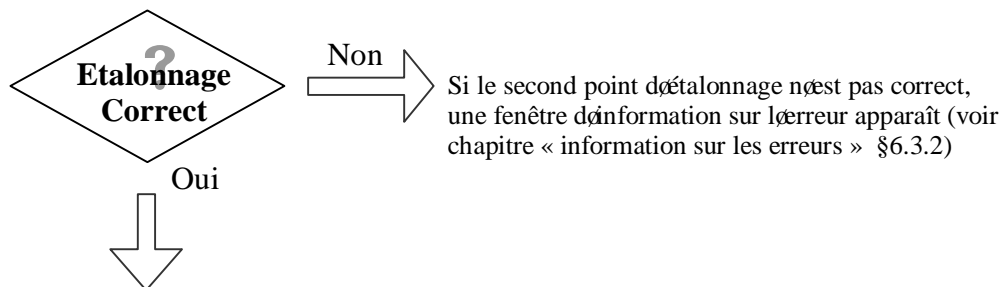 ?
Etalonnage
Correct
Non
Si le second point døétalonnage nøest pas correct,
une fenêtre døinformation sur løerreur apparaît (voir
chapitre « information sur les erreurs » §6.3.2)
Oui